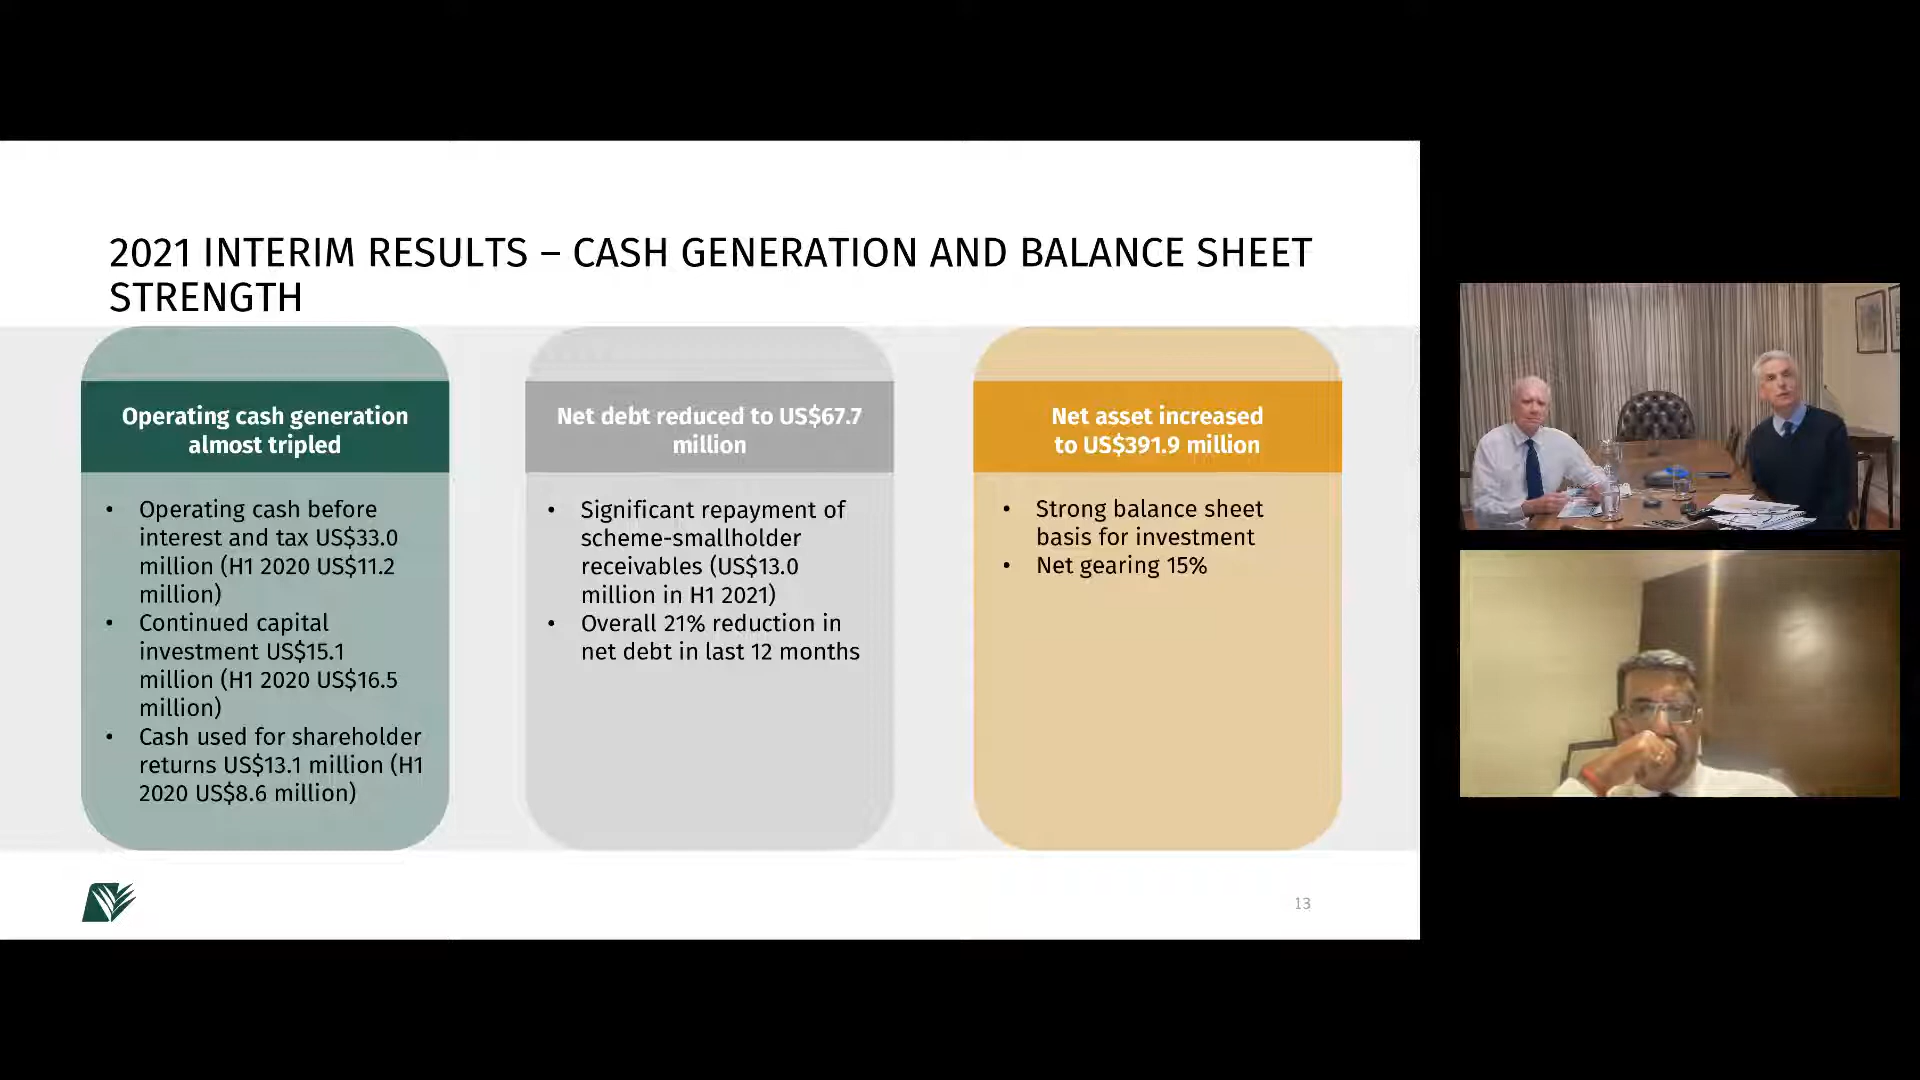 2021 INTERIM RESULTS – CASH GENERATION AND BALANCE SHEET
STRENGTH
Operating cash generation
almost tripled
• Operating cash before
interest and tax US$33.0
million (H1 2020 US$11.2
million)
• Continued capital
investment US$15.1
million (H1 2020 US$16.5
million)
• Cash used for shareholder
returns US$13.1 million (H1
2020 US$8.6 million)
Net debt reduced to US$67.7
million
• Significant repayment of
scheme-smallholder
receivables (US$13.0
million in H1 2021)
• Overall 21% reduction in
net debt in last 12 months
Net asset increased
to US$391.9 million
• Strong balance sheet
basis for investment
• Net gearing 15%
13